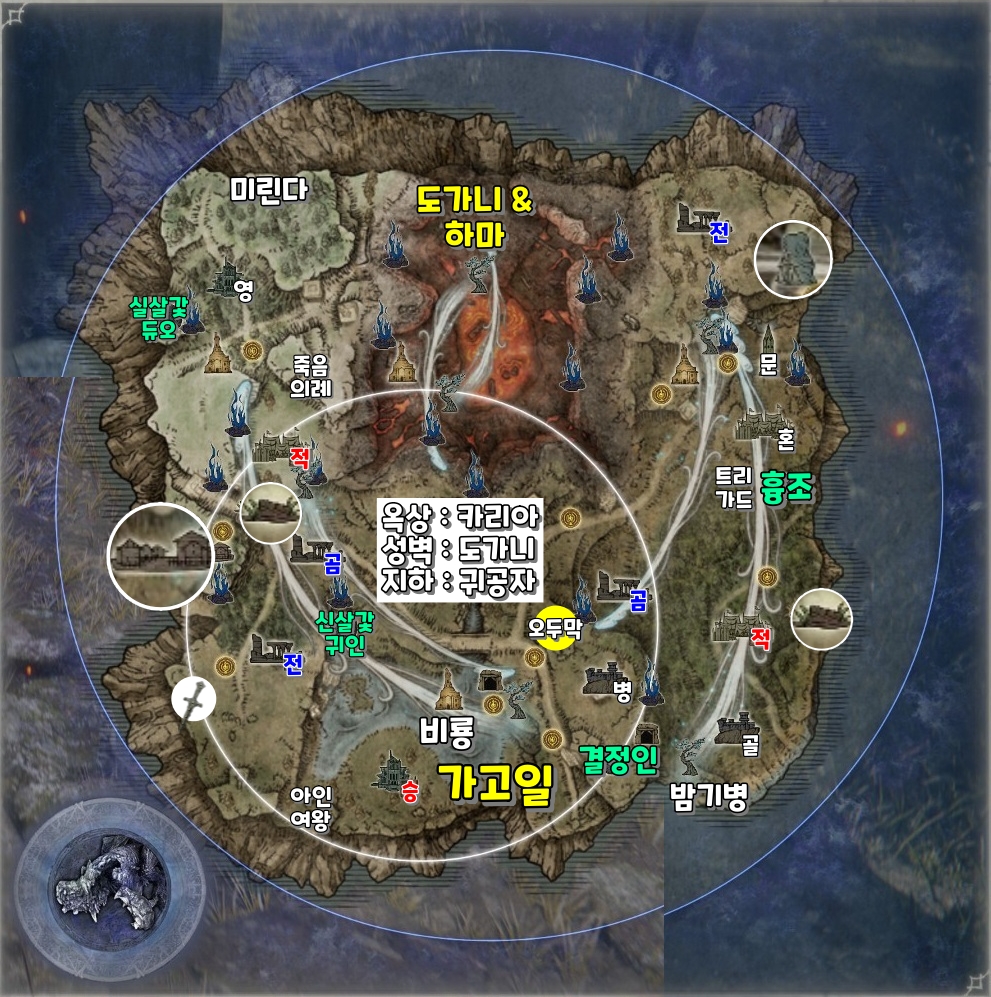 미린다
도가니 &
하마
전
영
실살갗
듀오
죽음
의례
문
혼
적
트리
가드
흉조
옥상 : 카리아
성벽 : 도가니
지하 : 귀공자
곰
곰
신살갗
귀인
오두막
적
전
병
비룡
결정인
골
가고일
승
밤기병
아인
여왕